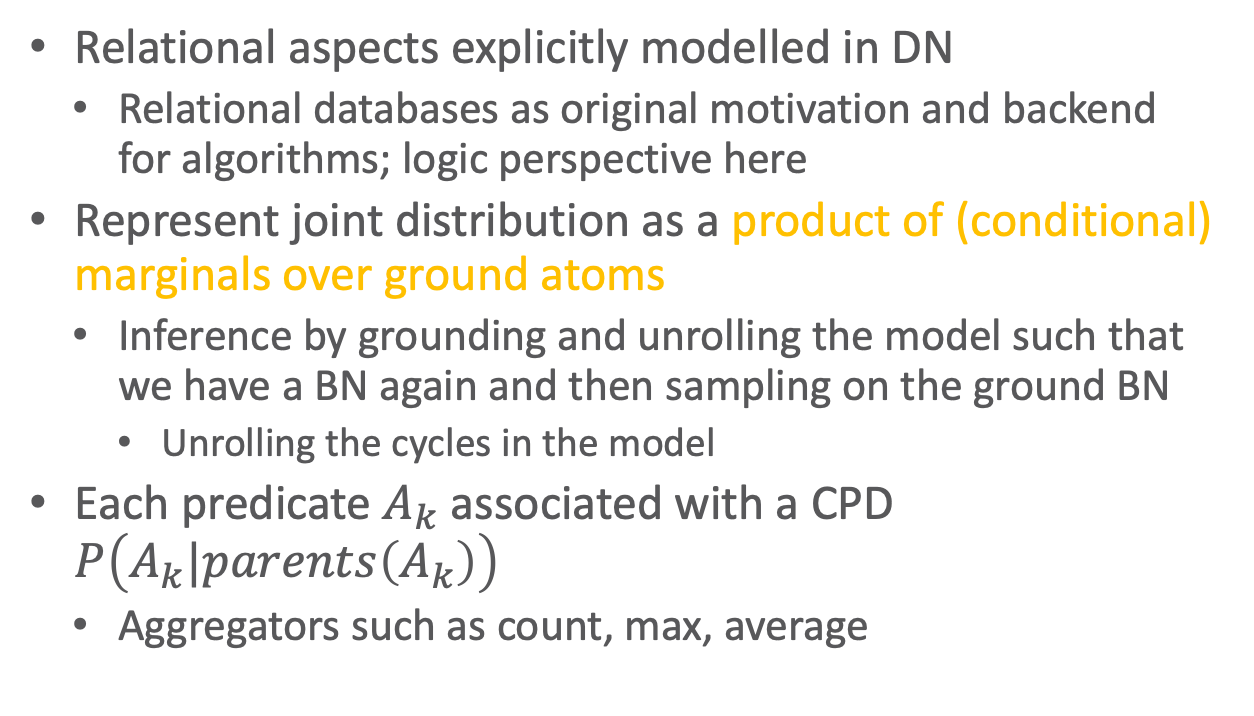 • Relational aspects explicitly modelled in DN
• Relational databases as original motivation and backend
for algorithms; logic perspective here
• Represent joint distribution as a product of (conditional)
marginals over ground atoms
• Inference by grounding and unrolling the model such that
we have a BN again and then sampling on the ground BN
• Unrolling the cycles in the model
• Each predicate 𝐴ₖ associated with a CPD
𝑃(𝐴ₖ|𝑝𝑎𝑟𝑒𝑛𝑡𝑠(𝐴ₖ))
• Aggregators such as count, max, average